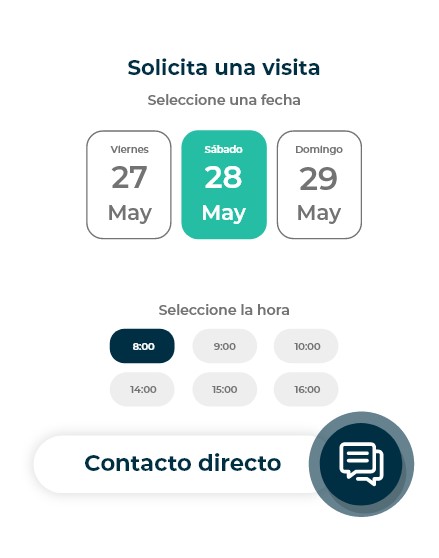 Solicita una visita
Seleccione una fecha
Viernes Sábado Domingo
27 28 29
May May May
Seleccione la hora
8:00 9:00 10:00
14:00 15:00 16:00
Contacto directo